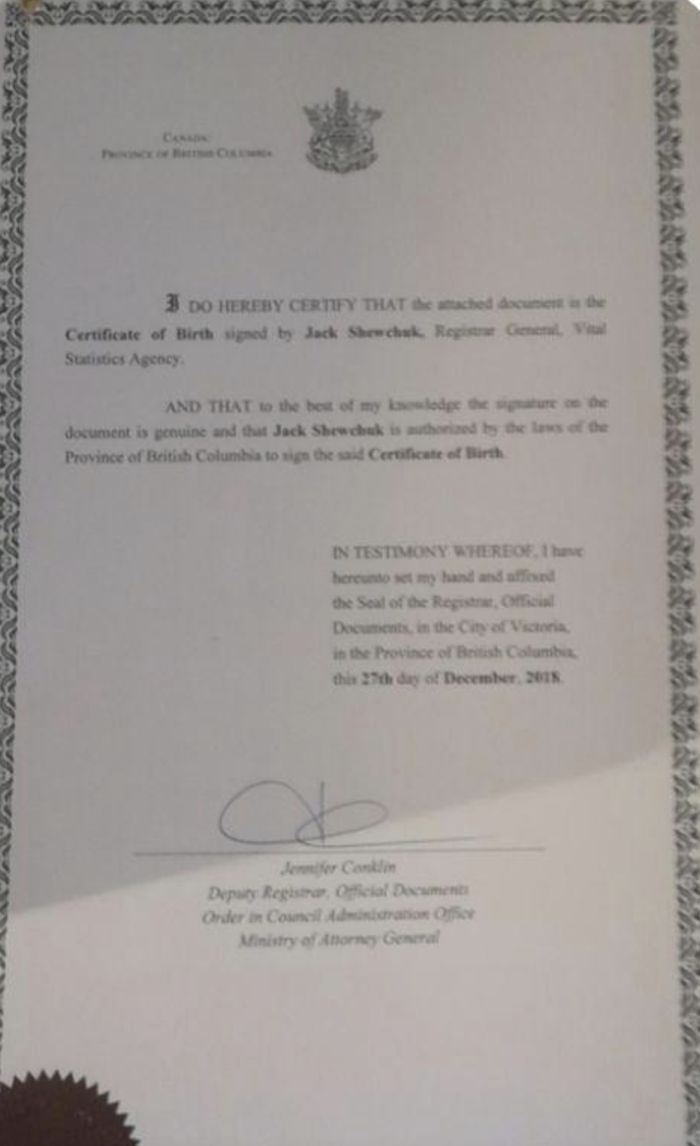 CANADA
PROVINCE OF BRITISH COLUMBIA
I DO HEREBY CERTIFY THAT the attached document is the
Certificate of Birth signed by Jack Shewchuk, Registrar General, Vital
Statistics Agency.
AND THAT to the best of my knowledge the signature on the
document is genuine and that Jack Shewchuk is authorized by the laws of the
Province of British Columbia to sign the said Certificate of Birth.
IN TESTIMONY WHEREOF, I have
hereunto set my hand and affixed
the Seal of the Registrar, Official
Documents, in the City of Victoria,
in the Province of British Columbia,
this 27th day of December, 2018.
Jennifer Conklin
Deputy Registrar, Official Documents
Order in Council Administration Office
Ministry of Attorney General